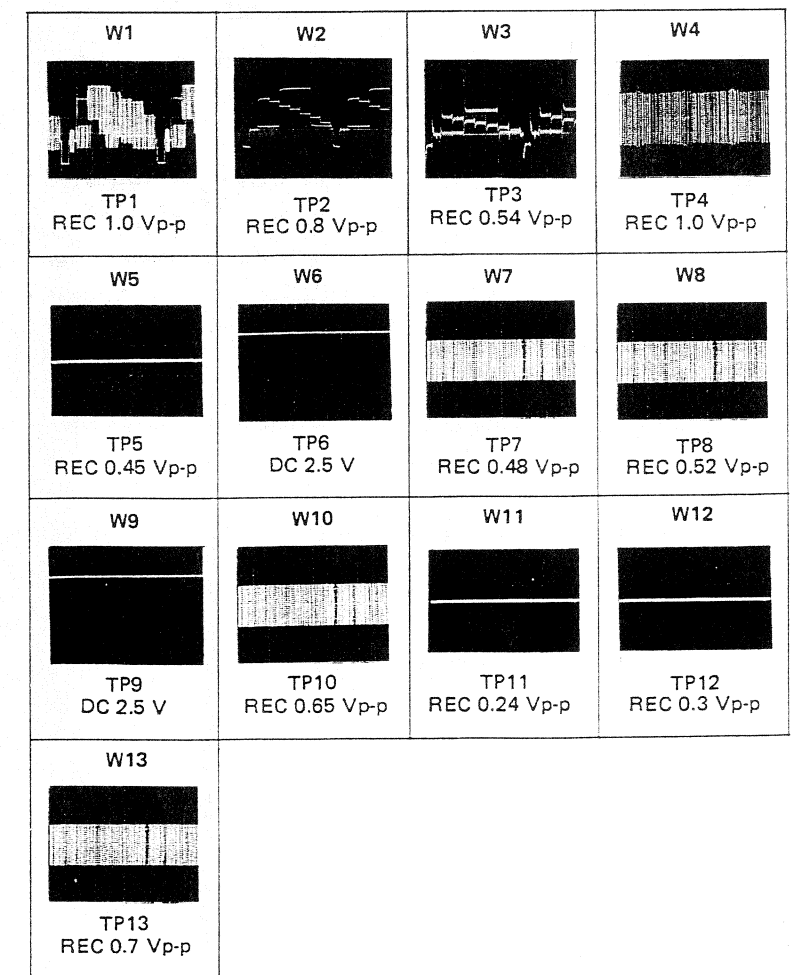 W1
TP1
REC 1.0 Vp-p
W2
TP2
REC 0.8 Vp-p
W3
TP3
REC 0.54 Vp-p
W4
TP4
REC 1.0 Vp-p
W5
TP5
REC 0.45 Vp-p
W6
TP6
DC 2.5 V
W7
TP7
REC 0.48 Vp-p
W8
TP8
REC 0.52 Vp-p
W9
TP9
DC 2.5 V
W10
TP10
REC 0.65 Vp-p
W11
TP11
REC 0.24 Vp-p
W12
TP12
REC 0.3 Vp-p
W13
TP13
REC 0.7 Vp-p